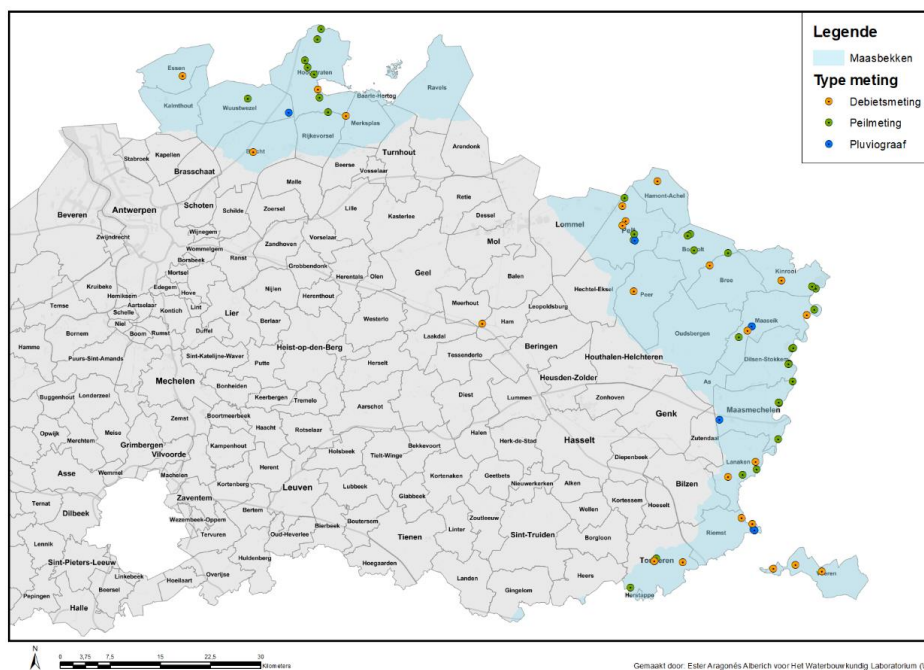 Legende
Maasbekken
Type meting
Debietsmeting
Peilmeting
Pluviograaf
Essen
Kalmthout
Wuustwezel
Hoogstraten
Baarle-Hertog
Ravels
Merksplas
Rijkevorsel
Brecht
Beerse
Vosselaar
Turnhout
Arendonk
Stabroek
Kapellen
Brasschaat
Malle
Lille
Kasterlee
Retie
Dessel
Lommel
Hamont-Achel
Pelt
Beveren
Antwerpen
Schoten
Schilde
Zoersel
Wijnegem
Zwijndrecht
Wommelgem
Borsbeek
Ranst
Zandhoven
Vorselaar
Grobbendonk
Herentals
Olen
Geel
Mol
Balen
Hechtel-Eksel
Peer
Bocholt
Bree
Kinrooi
Temse
Kruibeke
Hemiksem
Aartselaar
Schelle
Niel
Boom
Rumst
Mortsel
Edegem
Hove
Kontich
Lint
Duffel
Lier
Nijlen
Herenthout
Berlaar
Westerlo
Meerhout
Laakdal
Ham
Leopoldsburg
Oudsbergen
Maaseik
Dilsen-Stokkem
Hamme
Bornem
Puurs-Sint-Amands
Sint-Katelijne-Waver
Putte
Heist-op-den-Berg
Herselt
Tessenderlo
Beringen
Houthalen-Helchteren
Heusden-Zolder
Mechelen
Bonheiden
Keerbergen
Tremelo
Aarschot
Diest
Lummen
Zonhoven
As
Genk
Maasmechelen
Buggenhout
Londerzeel
Zemst
Boortmeerbeek
Haacht
Rotselaar
Halen
Herk-de-Stad
Hasselt
Zutendaal
Opwijk
Merchtem
Meise
Grimbergen
Vilvoorde
Kampenhout
Holsbeek
Tielt-Winge
Bekkevoort
Diepenbeek
Lanaken
Asse
Wemmel
Machelen
Kortenberg
Herent
Leuven
Lubbeek
Glabbeek
Kortenaken
Geetbets
Nieuwerkerken
Alken
Kortessem
Hoeselt
Bilzen
Ternat
Dilbeek
Zaventem
Wezembeek-Oppem
Bertem
Tervuren
Oud-Heverlee
Bierbeek
Boutersem
Linter
Zoutleeuw
Wellen
Riemst
Lennik
Sint-Pieters-Leeuw
Linkebeek
Beersel
Hoeilaart
Overijse
Huldenberg
Hoegaarden
Tienen
Sint-Truiden
Borgloon
Tongeren
Voeren
Pepingen
Halle
Landen
Gingelom
Heers
Herstappe
N
0 3,75 7,5 15 22,5 30
Kilometers
Gemaakt door: Ester Aragonés Alberich voor Het Waterbouwkundig Laboratorium (